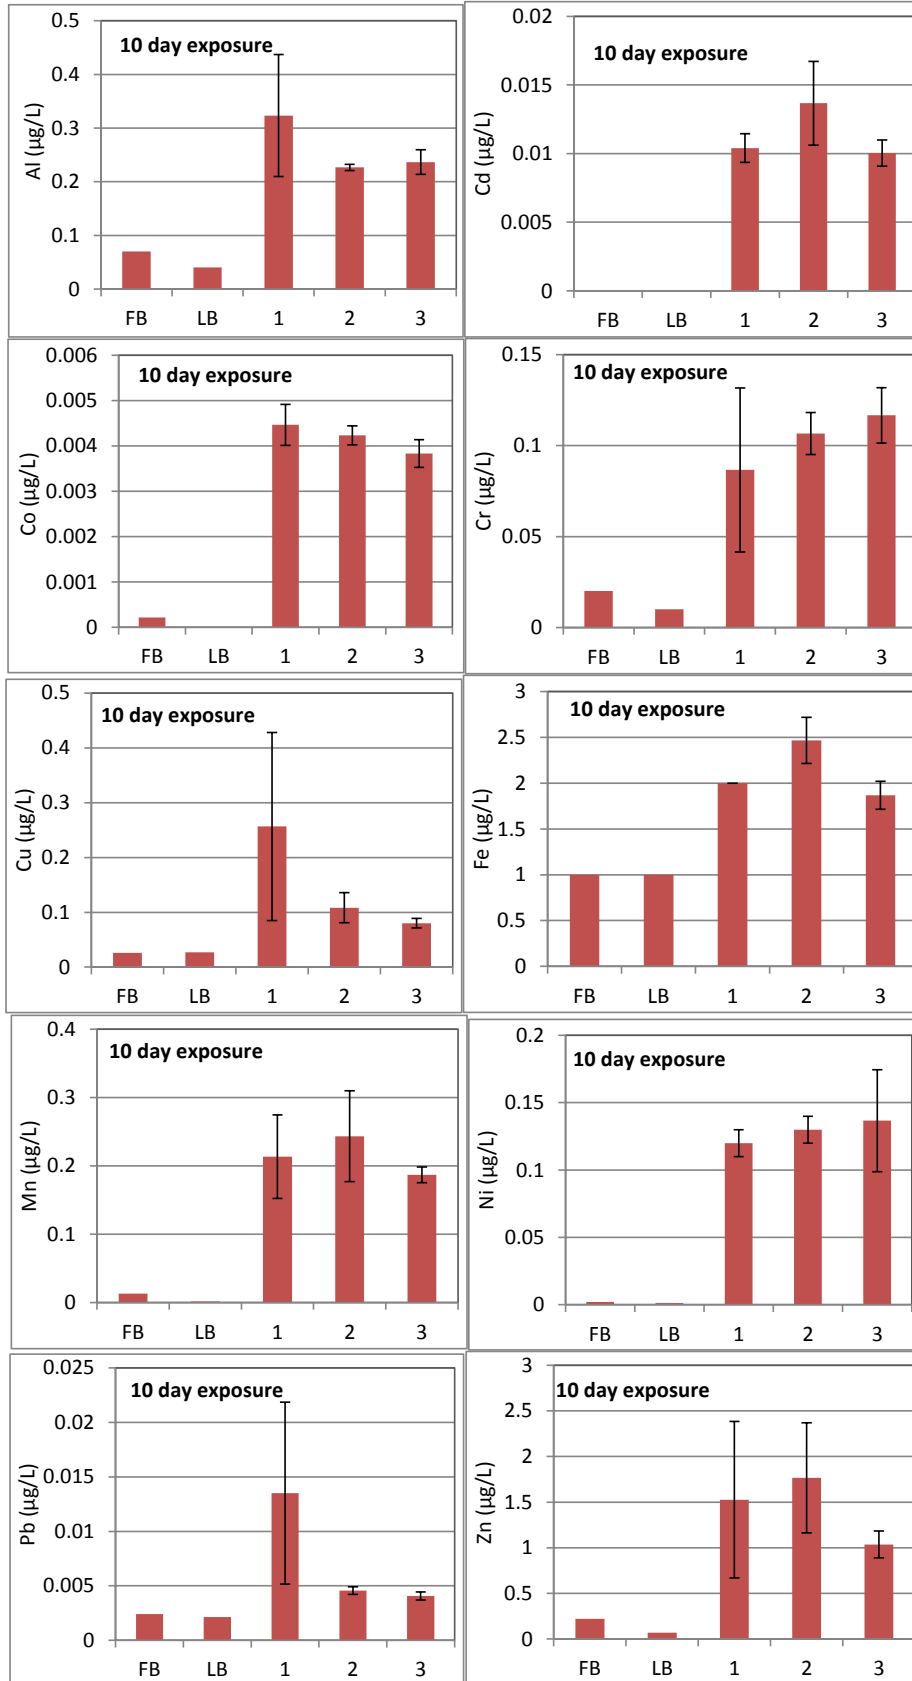 10 day exposure
Al (µg/L)
0.5
0.4
0.3
0.2
0.1
0
FB LB 1 2 3
10 day exposure
Cd (µg/L)
0.02
0.015
0.01
0.005
0
FB LB 1 2 3
10 day exposure
Co (µg/L)
0.006
0.005
0.004
0.003
0.002
0.001
0
FB LB 1 2 3
10 day exposure
Cr (µg/L)
0.15
0.1
0.05
0
FB LB 1 2 3
10 day exposure
Cu (µg/L)
0.5
0.4
0.3
0.2
0.1
0
FB LB 1 2 3
10 day exposure
Fe (µg/L)
3
2.5
2
1.5
1
0.5
0
FB LB 1 2 3
10 day exposure
Mn (µg/L)
0.4
0.3
0.2
0.1
0
FB LB 1 2 3
10 day exposure
Ni (µg/L)
0.2
0.15
0.1
0.05
0
FB LB 1 2 3
10 day exposure
Pb (µg/L)
0.025
0.02
0.015
0.01
0.005
0
FB LB 1 2 3
10 day exposure
Zn (µg/L)
3
2.5
2
1.5
1
0.5
0
FB LB 1 2 3